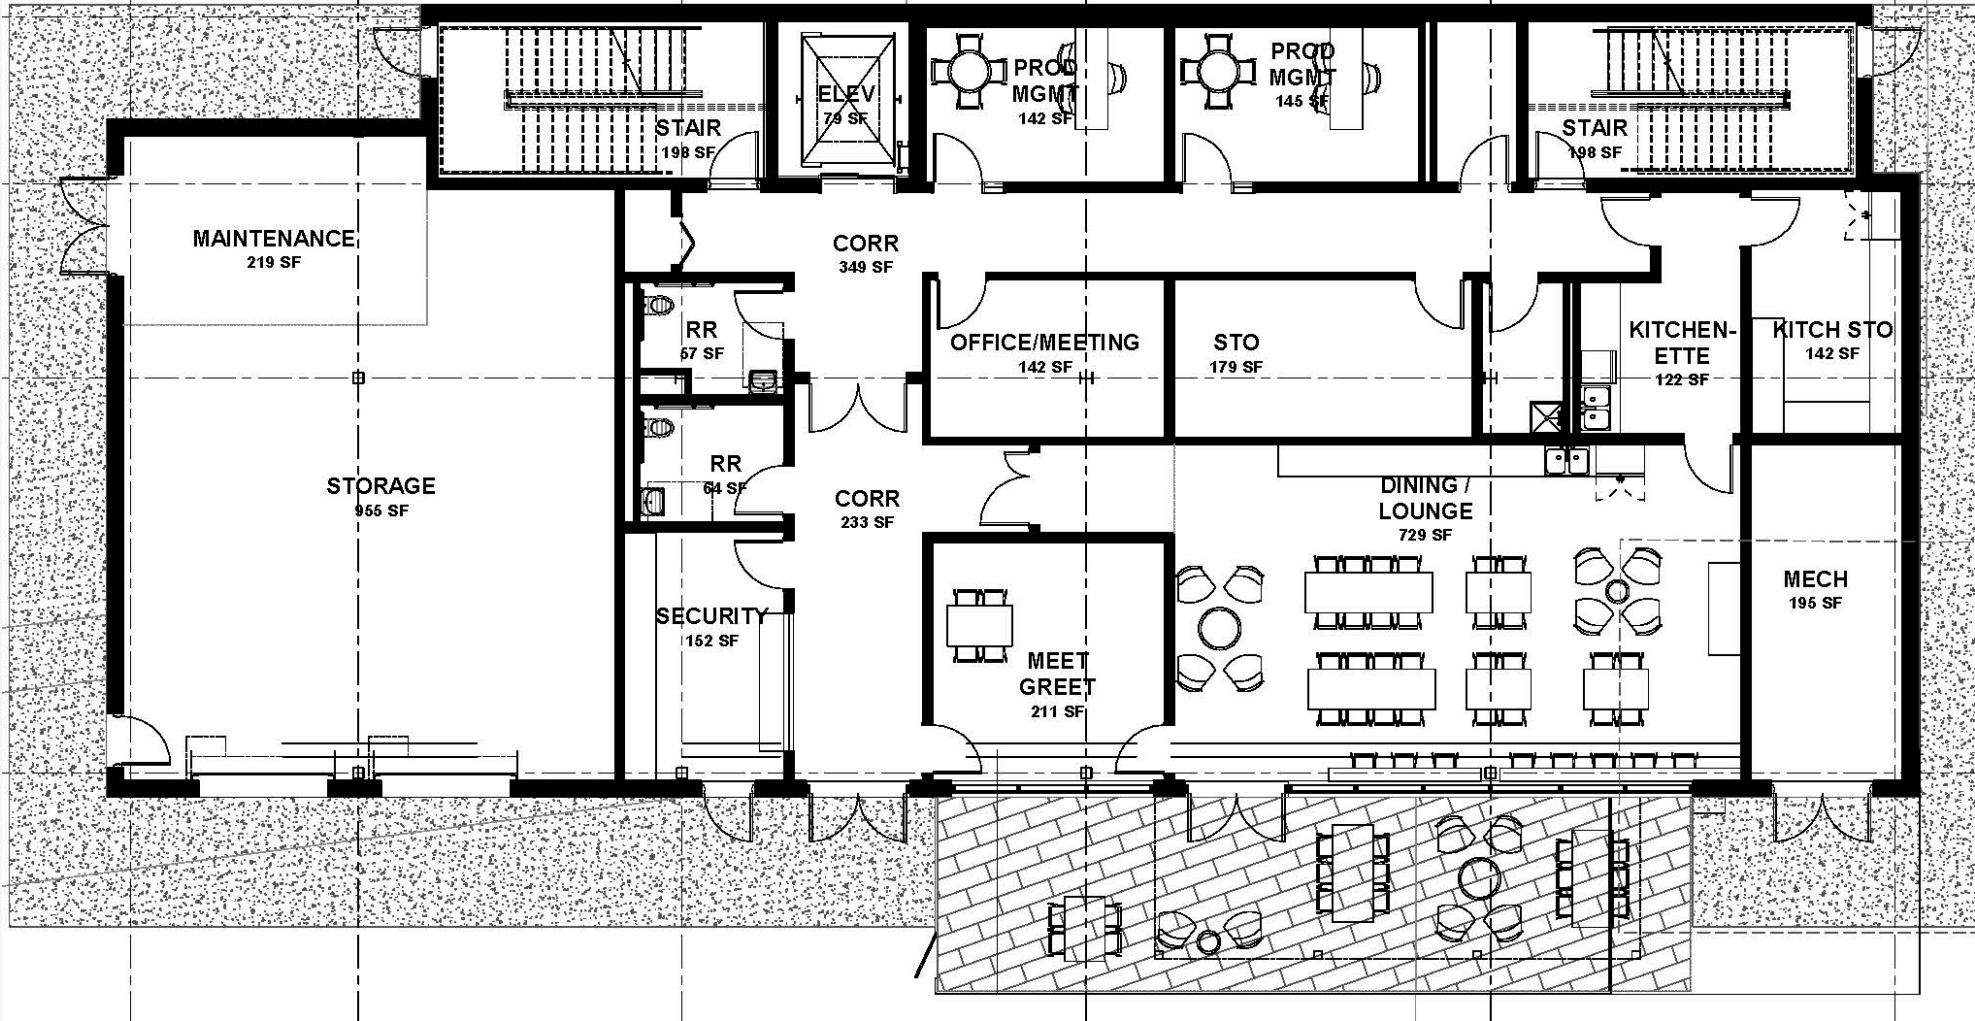 STAIR
198 SF
ELEV
79 SF
PROD
MGMT
142 SF
PROD
MGMT
145 SF
STAIR
198 SF
MAINTENANCE
219 SF
CORR
349 SF
RR
57 SF
OFFICE/MEETING
142 SF
STO
179 SF
KITCHEN-
ETTE
122 SF
KITCH STO
142 SF
STORAGE
955 SF
RR
64 SF
CORR
233 SF
DINING /
LOUNGE
729 SF
SECURITY
152 SF
MEET
GREET
211 SF
MECH
195 SF